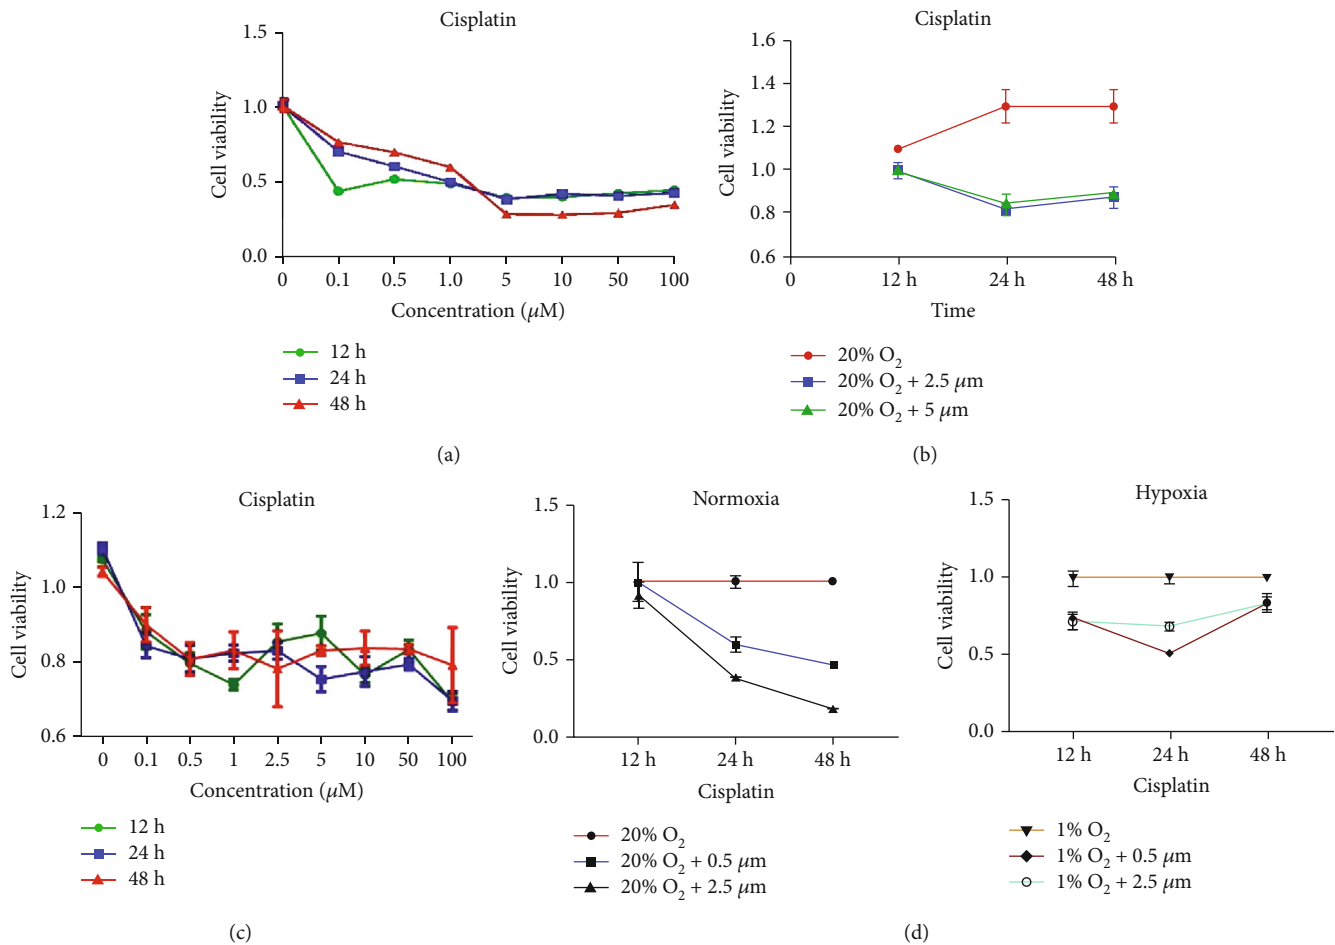 Cisplatin
1.5
1.0
0.5
0.0
Cell viability
0 0.1 0.5 1.0 5 10 50 100
Concentration (μM)
12 h
24 h
48 h
(a)
Cisplatin
1.6
1.4
1.2
1.0
0.8
0.6
Cell viability
0 12 h 24 h 48 h
Time
20% O2
20% O2 + 2.5 μm
20% O2 + 5 μm
(b)
Cisplatin
1.2
1.0
0.8
0.6
Cell viability
0 0.1 0.5 1 2.5 5 10 50 100
Concentration (μM)
12 h
24 h
48 h
(c)
Normoxia
1.5
1.0
0.5
0.0
Cell viability
12 h 24 h 48 h
Cisplatin
20% O2
20% O2 + 0.5 μm
20% O2 + 2.5 μm
Hypoxia
1.5
1.0
0.5
0.0
Cell viability
12 h 24 h 48 h
Cisplatin
1% O2
1% O2 + 0.5 μm
1% O2 + 2.5 μm
(d)